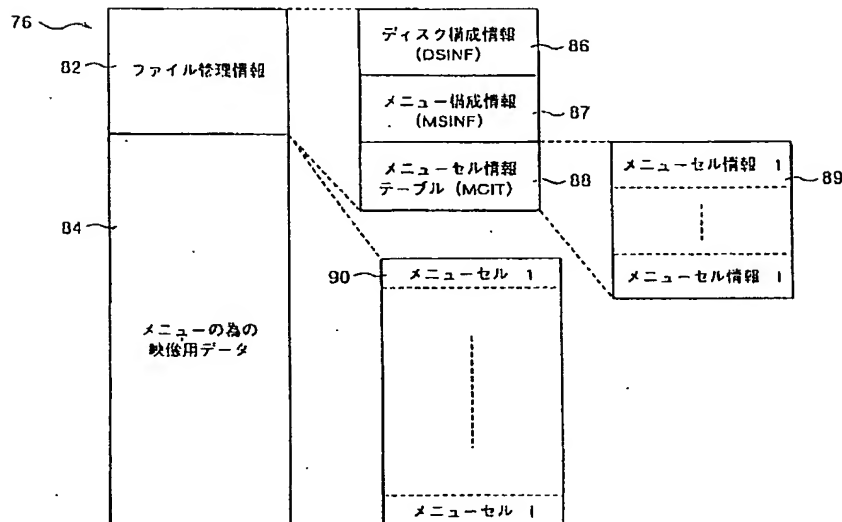 76
82
ファイル管理情報
84
メニューの為の
映像用データ
ディスク構成情報
(DSINF)
86
メニュー構成情報
(MSINF)
87
メニューセル情報
テーブル (MCIT)
88
メニューセル情報 1
89
メニューセル情報 I
90
メニューセル 1
メニューセル I